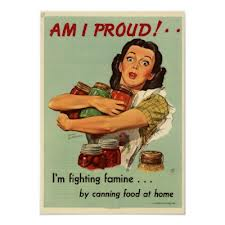 AM I PROUD!..
I'm fighting famine...
by canning food at home